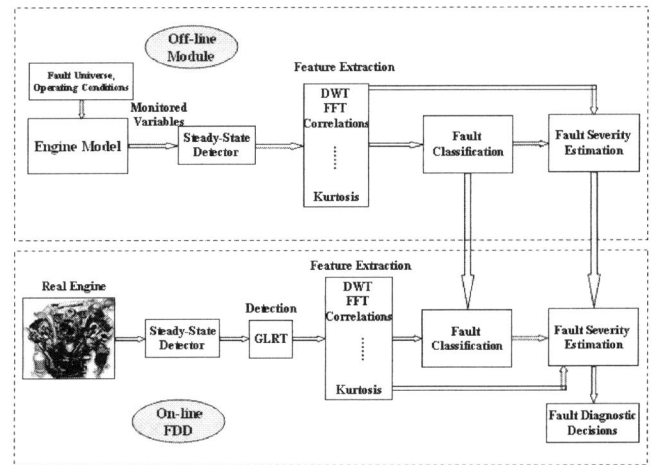 Off-line
Module
Fault Universe,
Operating Conditions
Monitored
Variables
Engine Model
Steady-State
Detector
Feature Extraction
DWT
FFT
Correlations
Kurtosis
Fault
Classification
Fault Severity
Estimation
Real Engine
Steady-State
Detector
Detection
GLRT
Feature Extraction
DWT
FFT
Correlations
Kurtosis
Fault
Classification
Fault Severity
Estimation
Fault Diagnostic
Decisions
On-line
FDD